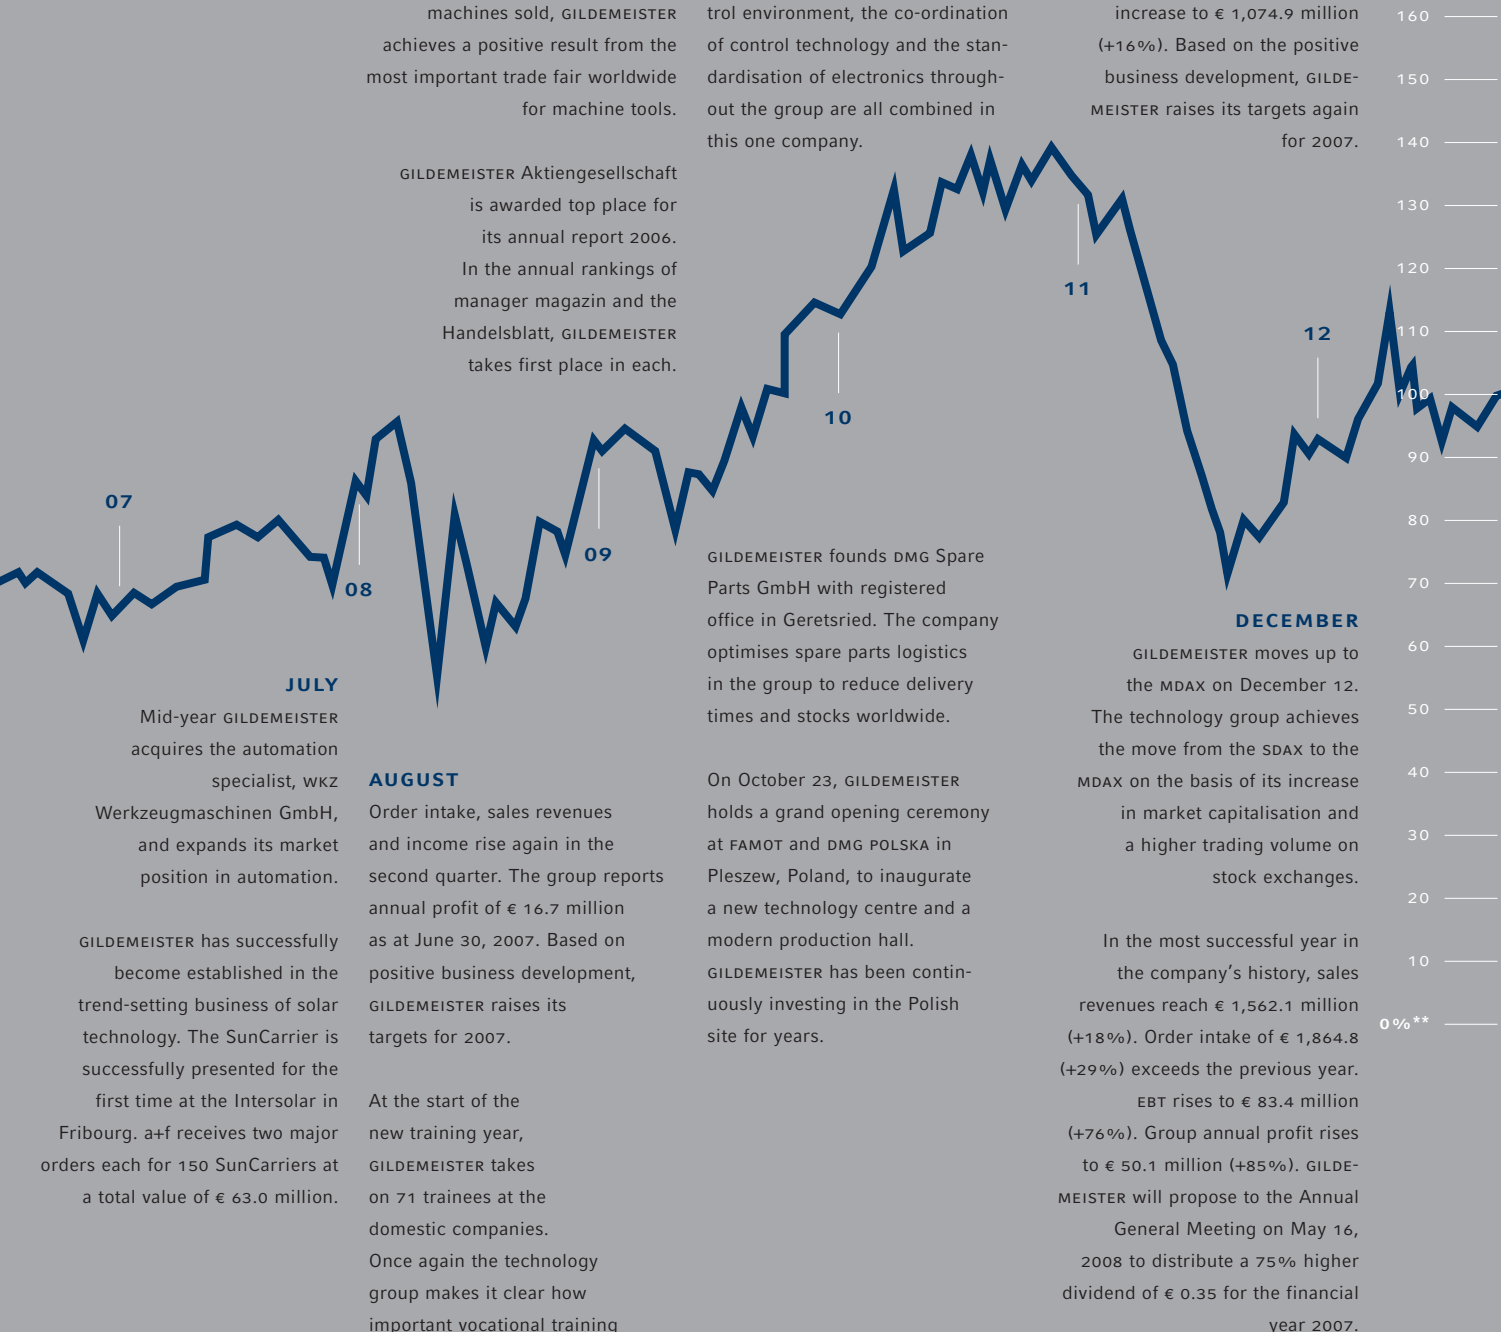 machines sold, GILDEMEISTER
achieves a positive result from the
most important trade fair worldwide
for machine tools.
GILDEMEISTER Aktiengesellschaft
is awarded top place for
its annual report 2006.
In the annual rankings of
manager magazin and the
Handelsblatt, GILDEMEISTER
takes first place in each.
trol environment, the co-ordination
of control technology and the stan-
dardisation of electronics through-
out the group are all combined in
this one company.
increase to € 1,074.9 million
(+16%). Based on the positive
business development, GILDE-
MEISTER raises its targets again
for 2007.
160
150
140
130
120
110
100
90
80
70
60
50
40
30
20
10
0%**
07
08
09
10
11
12
JULY
Mid-year GILDEMEISTER
acquires the automation
specialist, WKZ
Werkzeugmaschinen GmbH,
and expands its market
position in automation.
GILDEMEISTER has successfully
become established in the
trend-setting business of solar
technology. The SunCarrier is
successfully presented for the
first time at the Intersolar in
Fribourg. a+f receives two major
orders each for 150 SunCarriers at
a total value of € 63.0 million.
AUGUST
Order intake, sales revenues
and income rise again in the
second quarter. The group reports
annual profit of € 16.7 million
as at June 30, 2007. Based on
positive business development,
GILDEMEISTER raises its
targets for 2007.
At the start of the
new training year,
GILDEMEISTER takes
on 71 trainees at the
domestic companies.
Once again the technology
group makes it clear how
important vocational training
GILDEMEISTER founds DMG Spare
Parts GmbH with registered
office in Geretsried. The company
optimises spare parts logistics
in the group to reduce delivery
times and stocks worldwide.
On October 23, GILDEMEISTER
holds a grand opening ceremony
at FAMOT and DMG POLSKA in
Pleszew, Poland, to inaugurate
a new technology centre and a
modern production hall.
GILDEMEISTER has been contin-
uously investing in the Polish
site for years.
DECEMBER
GILDEMEISTER moves up to
the MDAX on December 12.
The technology group achieves
the move from the SDAX to the
MDAX on the basis of its increase
in market capitalisation and
a higher trading volume on
stock exchanges.
In the most successful year in
the company's history, sales
revenues reach € 1,562.1 million
(+18%). Order intake of € 1,864.8
(+29%) exceeds the previous year.
EBT rises to € 83.4 million
(+76%). Group annual profit rises
to € 50.1 million (+85%). GILDE-
MEISTER will propose to the Annual
General Meeting on May 16,
2008 to distribute a 75% higher
dividend of € 0.35 for the financial
year 2007.